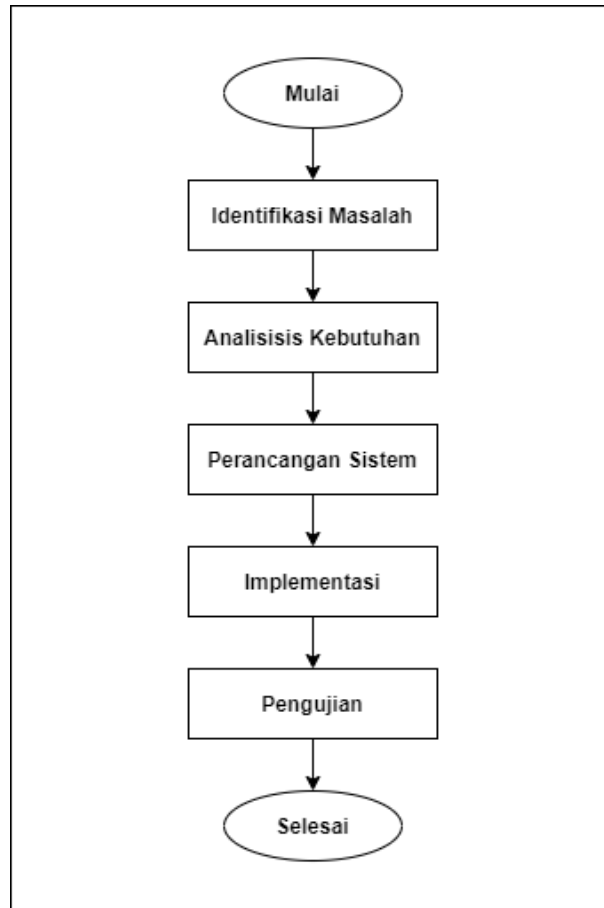 Mulai
Identifikasi Masalah
Analisisis Kebutuhan
Perancangan Sistem
Implementasi
Pengujian
Selesai